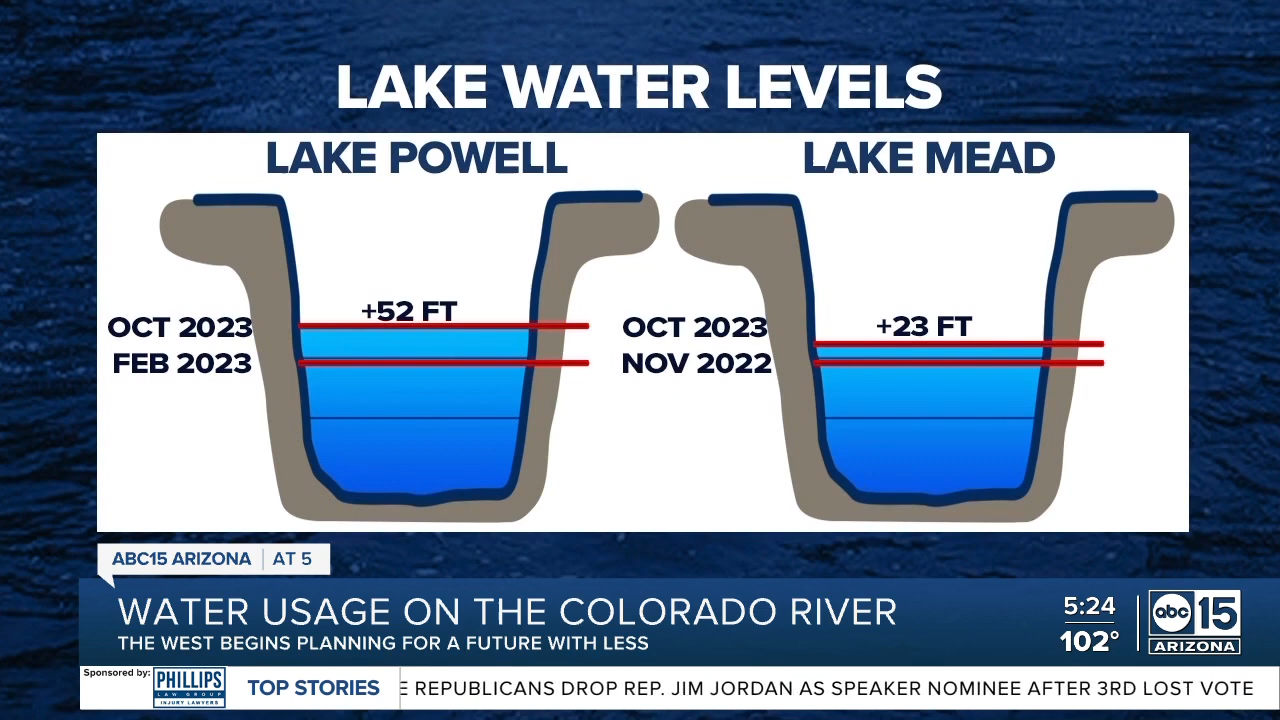 LAKE WATER LEVELS
LAKE POWELL
+52 FT
OCT 2023
FEB 2023
LAKE MEAD
+23 FT
OCT 2023
NOV 2022
ABC15 ARIZONA | AT 5
WATER USAGE ON THE COLORADO RIVER
THE WEST BEGINS PLANNING FOR A FUTURE WITH LESS
5:24
102°
abc 15
ARIZONA
Sponsored by:
PHILLIPS
LAW GROUP
INJURY LAWYERS
TOP STORIES
E REPUBLICANS DROP REP. JIM JORDAN AS SPEAKER NOMINEE AFTER 3RD LOST VOTE